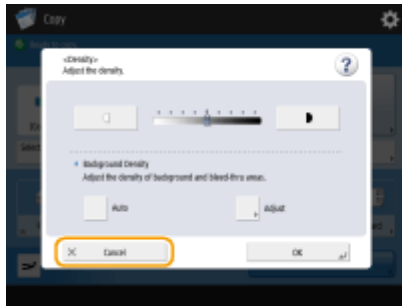 Copy
<Density>
Adjust the density.
?
Background Density
Adjust the density of background and bleed-thru areas.
Auto
Adjust
Cancel
OK